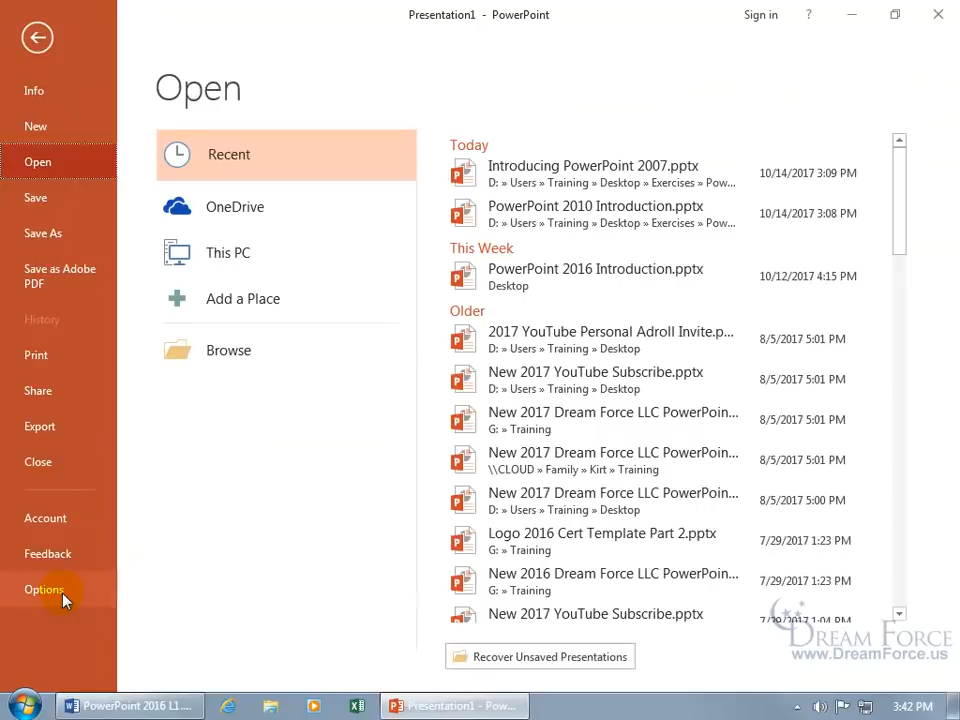 Presentation1 - PowerPoint
Sign in ?
Info
New
Open
Save
Save As
Save as Adobe
PDF
History
Print
Share
Export
Close
Account
Feedback
Options
Open
Recent
OneDrive
This PC
Add a Place
Browse
Today
Introducing PowerPoint 2007.pptx
D: » Users » Training » Desktop » Exercises » Pow...
10/14/2017 3:09 PM
PowerPoint 2010 Introduction.pptx
D: » Users » Training » Desktop » Exercises » Pow...
10/14/2017 3:08 PM
This Week
PowerPoint 2016 Introduction.pptx
Desktop
10/12/2017 4:15 PM
Older
2017 YouTube Personal Adroll Invite.p...
D: » Users » Training » Desktop
8/5/2017 5:01 PM
New 2017 YouTube Subscribe.pptx
D: » Users » Training » Desktop
8/5/2017 5:01 PM
New 2017 Dream Force LLC PowerPoin...
G: » Training
8/5/2017 5:01 PM
New 2017 Dream Force LLC PowerPoin...
\\CLOUD » Family » Kirt » Training
8/5/2017 5:01 PM
New 2017 Dream Force LLC PowerPoin...
D: » Users » Training » Desktop
8/5/2017 5:00 PM
Logo 2016 Cert Template Part 2.pptx
G: » Training
7/29/2017 1:23 PM
New 2016 Dream Force LLC PowerPoin...
G: » Training
7/29/2017 1:23 PM
New 2017 YouTube Subscribe.pptx
7/29/2017 1:04 PM
Recover Unsaved Presentations
DREAM FORCE
www.DreamForce.us
PowerPoint 2016 L1....
Presentation1 - Pow...
3:42 PM